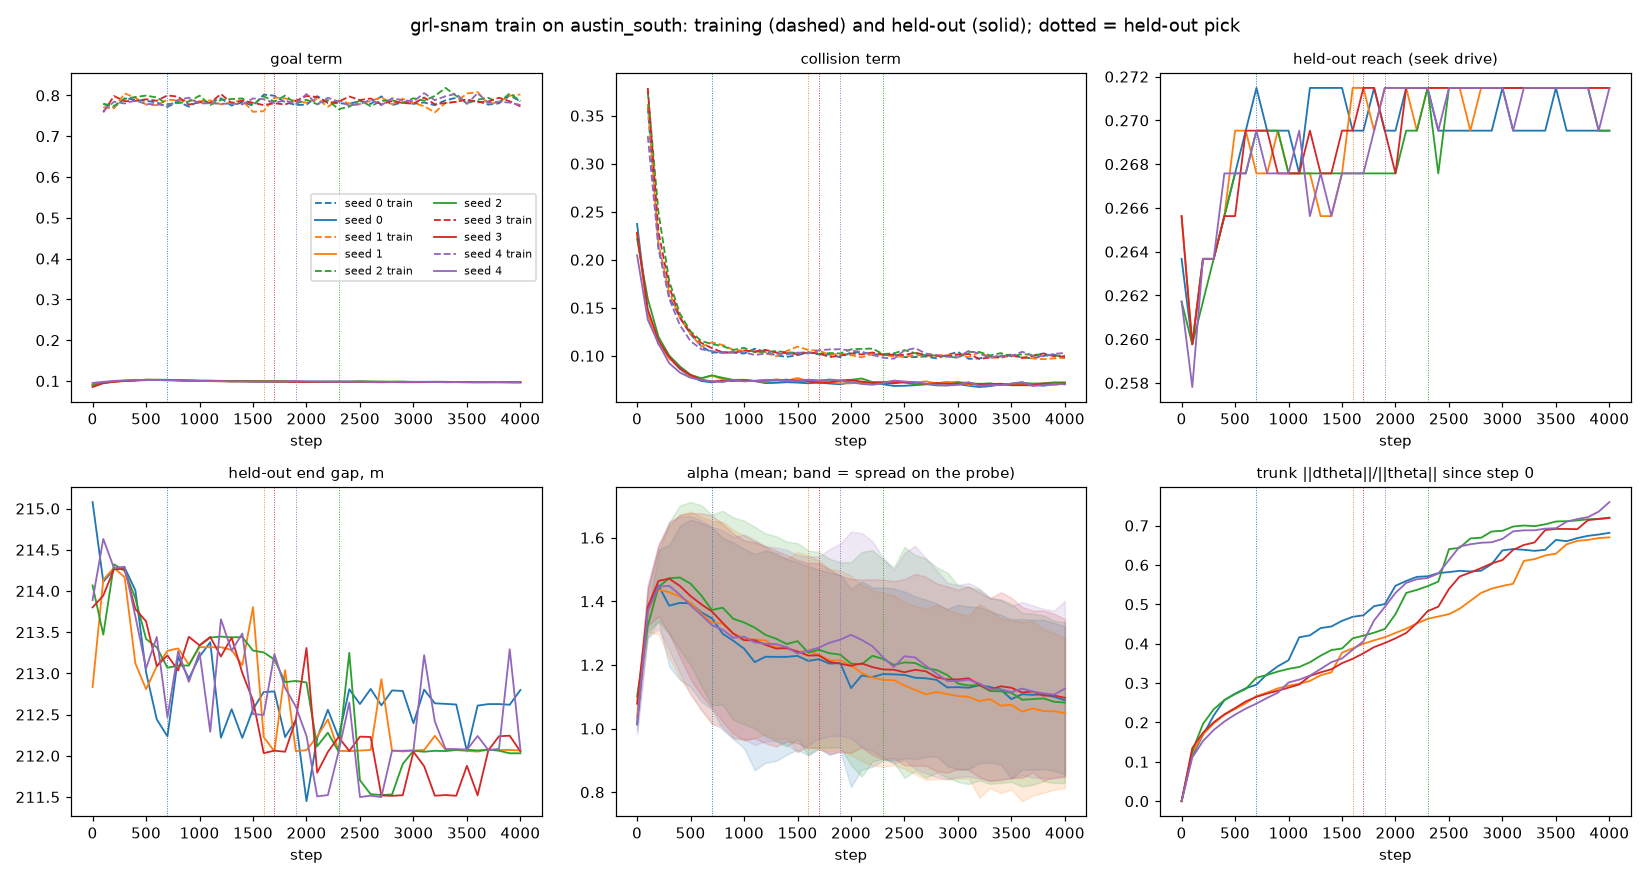 grl-snam train on austin_south: training (dashed) and held-out (solid); dotted = held-out pick
goal term
0.8
0.7
0.6
0.5
0.4
0.3
0.2
0.1
0 500 1000 1500 2000 2500 3000 3500 4000
step
seed 0 train
seed 0
seed 1 train
seed 1
seed 2 train
seed 2
seed 3 train
seed 3
seed 4 train
seed 4
collision term
0.35
0.30
0.25
0.20
0.15
0.10
0 500 1000 1500 2000 2500 3000 3500 4000
step
held-out reach (seek drive)
0.272
0.270
0.268
0.266
0.264
0.262
0.260
0.258
0 500 1000 1500 2000 2500 3000 3500 4000
step
held-out end gap, m
215.0
214.5
214.0
213.5
213.0
212.5
212.0
211.5
0 500 1000 1500 2000 2500 3000 3500 4000
step
alpha (mean; band = spread on the probe)
1.6
1.4
1.2
1.0
0.8
0 500 1000 1500 2000 2500 3000 3500 4000
step
trunk ||dtheta||/||theta|| since step 0
0.7
0.6
0.5
0.4
0.3
0.2
0.1
0.0
0 500 1000 1500 2000 2500 3000 3500 4000
step